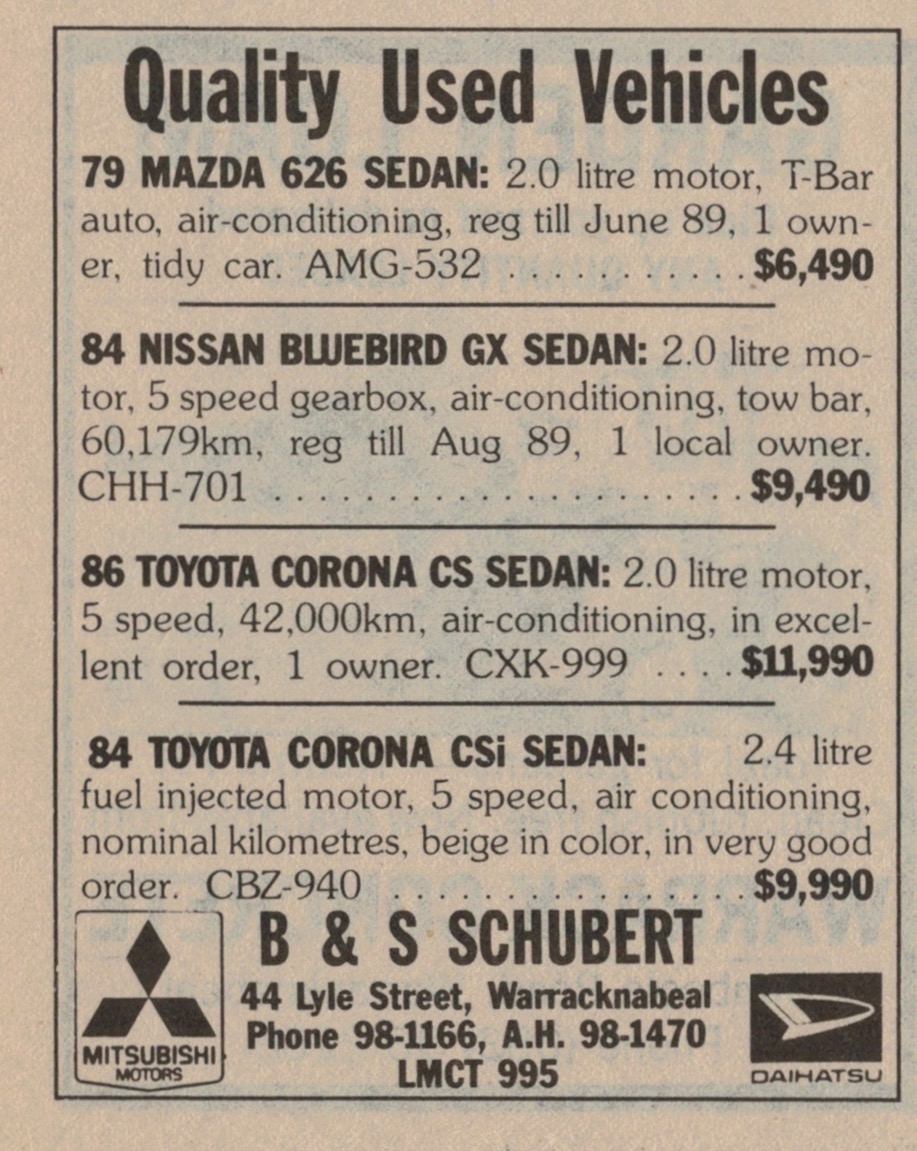 Quality Used Vehicles
79 MAZDA 626 SEDAN: 2.0 litre motor, T-Bar
auto, air-conditioning, reg till June 89, 1 own-
er, tidy car. AMG-532 . . . . . . . . . . . . $6,490
84 NISSAN BLUEBIRD GX SEDAN: 2.0 litre mo-
tor, 5 speed gearbox, air-conditioning, tow bar,
60,179km, reg till Aug 89, 1 local owner.
CHH-701 . . . . . . . . . . . . . . . . . . . . . $9,490
86 TOYOTA CORONA CS SEDAN: 2.0 litre motor,
5 speed, 42,000km, air-conditioning, in excel-
lent order, 1 owner. CXK-999 . . . . $11,990
84 TOYOTA CORONA CSi SEDAN: 2.4 litre
fuel injected motor, 5 speed, air conditioning,
nominal kilometres, beige in color, in very good
order. CBZ-940 . . . . . . . . . . . . . . . . $9,990
B & S SCHUBERT
44 Lyle Street, Warracknabeal
Phone 98-1166, A.H. 98-1470
LMCT 995
MITSUBISHI
MOTORS
DAIHATSU